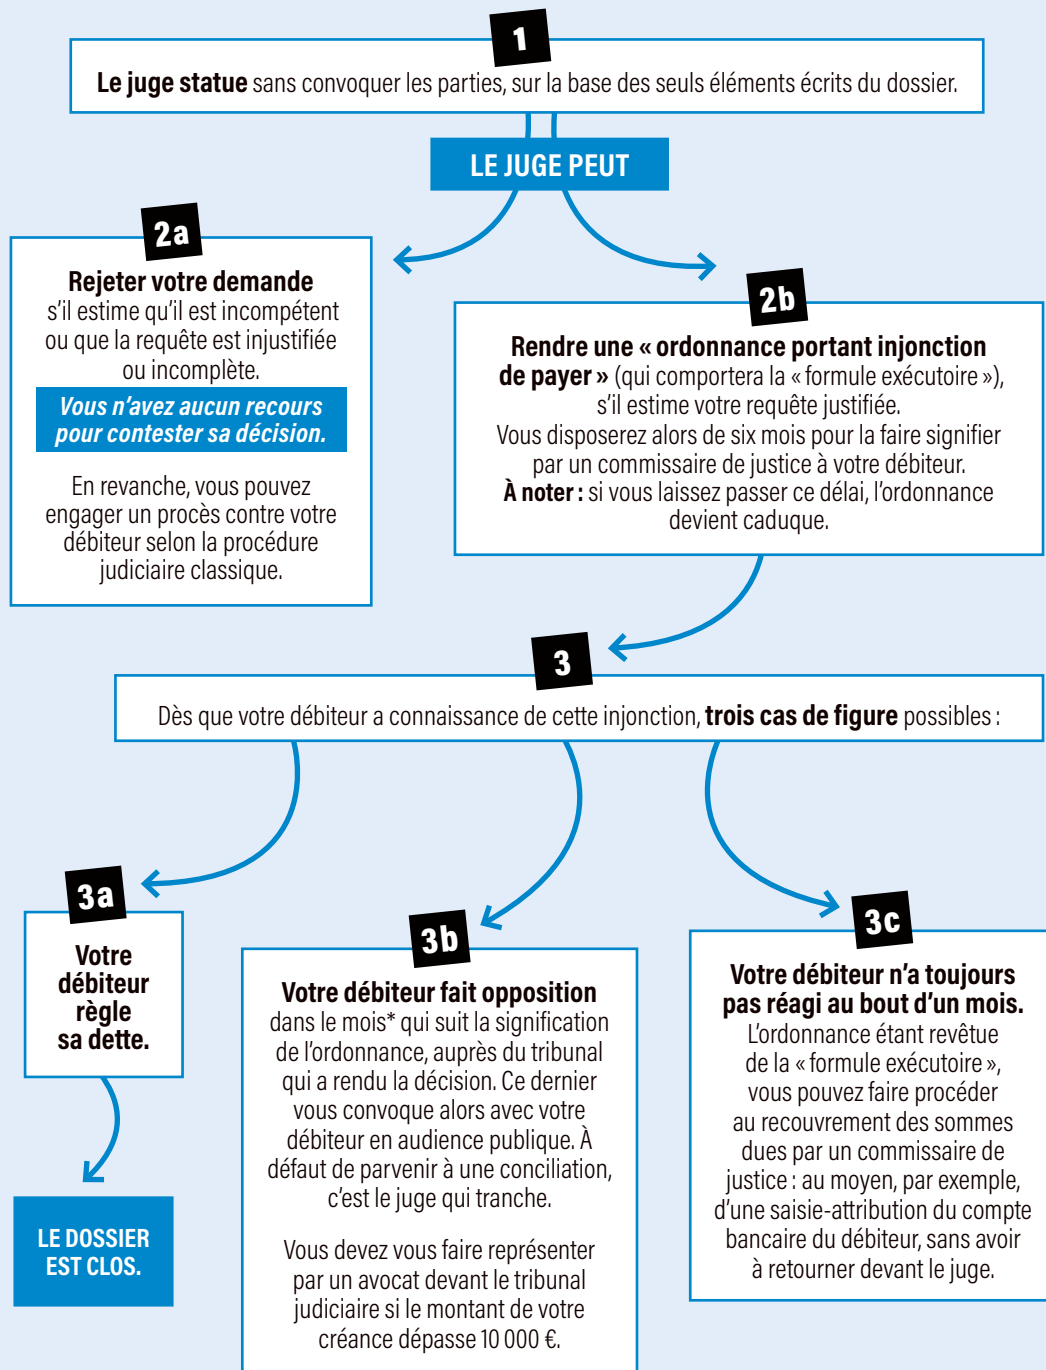 1
Le juge statue sans convoquer les parties, sur la base des seuls éléments écrits du dossier.
LE JUGE PEUT
2a
Rejeter votre demande
s'il estime qu'il est incompétent
ou que la requête est injustifiée
ou incomplète.
Vous n'avez aucun recours
pour contester sa décision.
En revanche, vous pouvez
engager un procès contre votre
débiteur selon la procédure
judiciaire classique.
2b
Rendre une « ordonnance portant injonction
de payer » (qui comportera la « formule exécutoire »),
s'il estime votre requête justifiée.
Vous disposerez alors de six mois pour la faire signifier
par un commissaire de justice à votre débiteur.
À noter : si vous laissez passer ce délai, l'ordonnance
devient caduque.
3
Dès que votre débiteur a connaissance de cette injonction, trois cas de figure possibles :
3a
Votre
débiteur
règle
sa dette.
LE DOSSIER
EST CLOS.
3b
Votre débiteur fait opposition
dans le mois* qui suit la signification
de l'ordonnance, auprès du tribunal
qui a rendu la décision. Ce dernier
vous convoque alors avec votre
débiteur en audience publique. À
défaut de parvenir à une conciliation,
c'est le juge qui tranche.
Vous devez vous faire représenter
par un avocat devant le tribunal
judiciaire si le montant de votre
créance dépasse 10 000 €.
3c
Votre débiteur n'a toujours
pas réagi au bout d'un mois.
L'ordonnance étant revêtue
de la « formule exécutoire »,
vous pouvez faire procéder
au recouvrement des sommes
dues par un commissaire de
justice : au moyen, par exemple,
d'une saisie-attribution du compte
bancaire du débiteur, sans avoir
à retourner devant le juge.